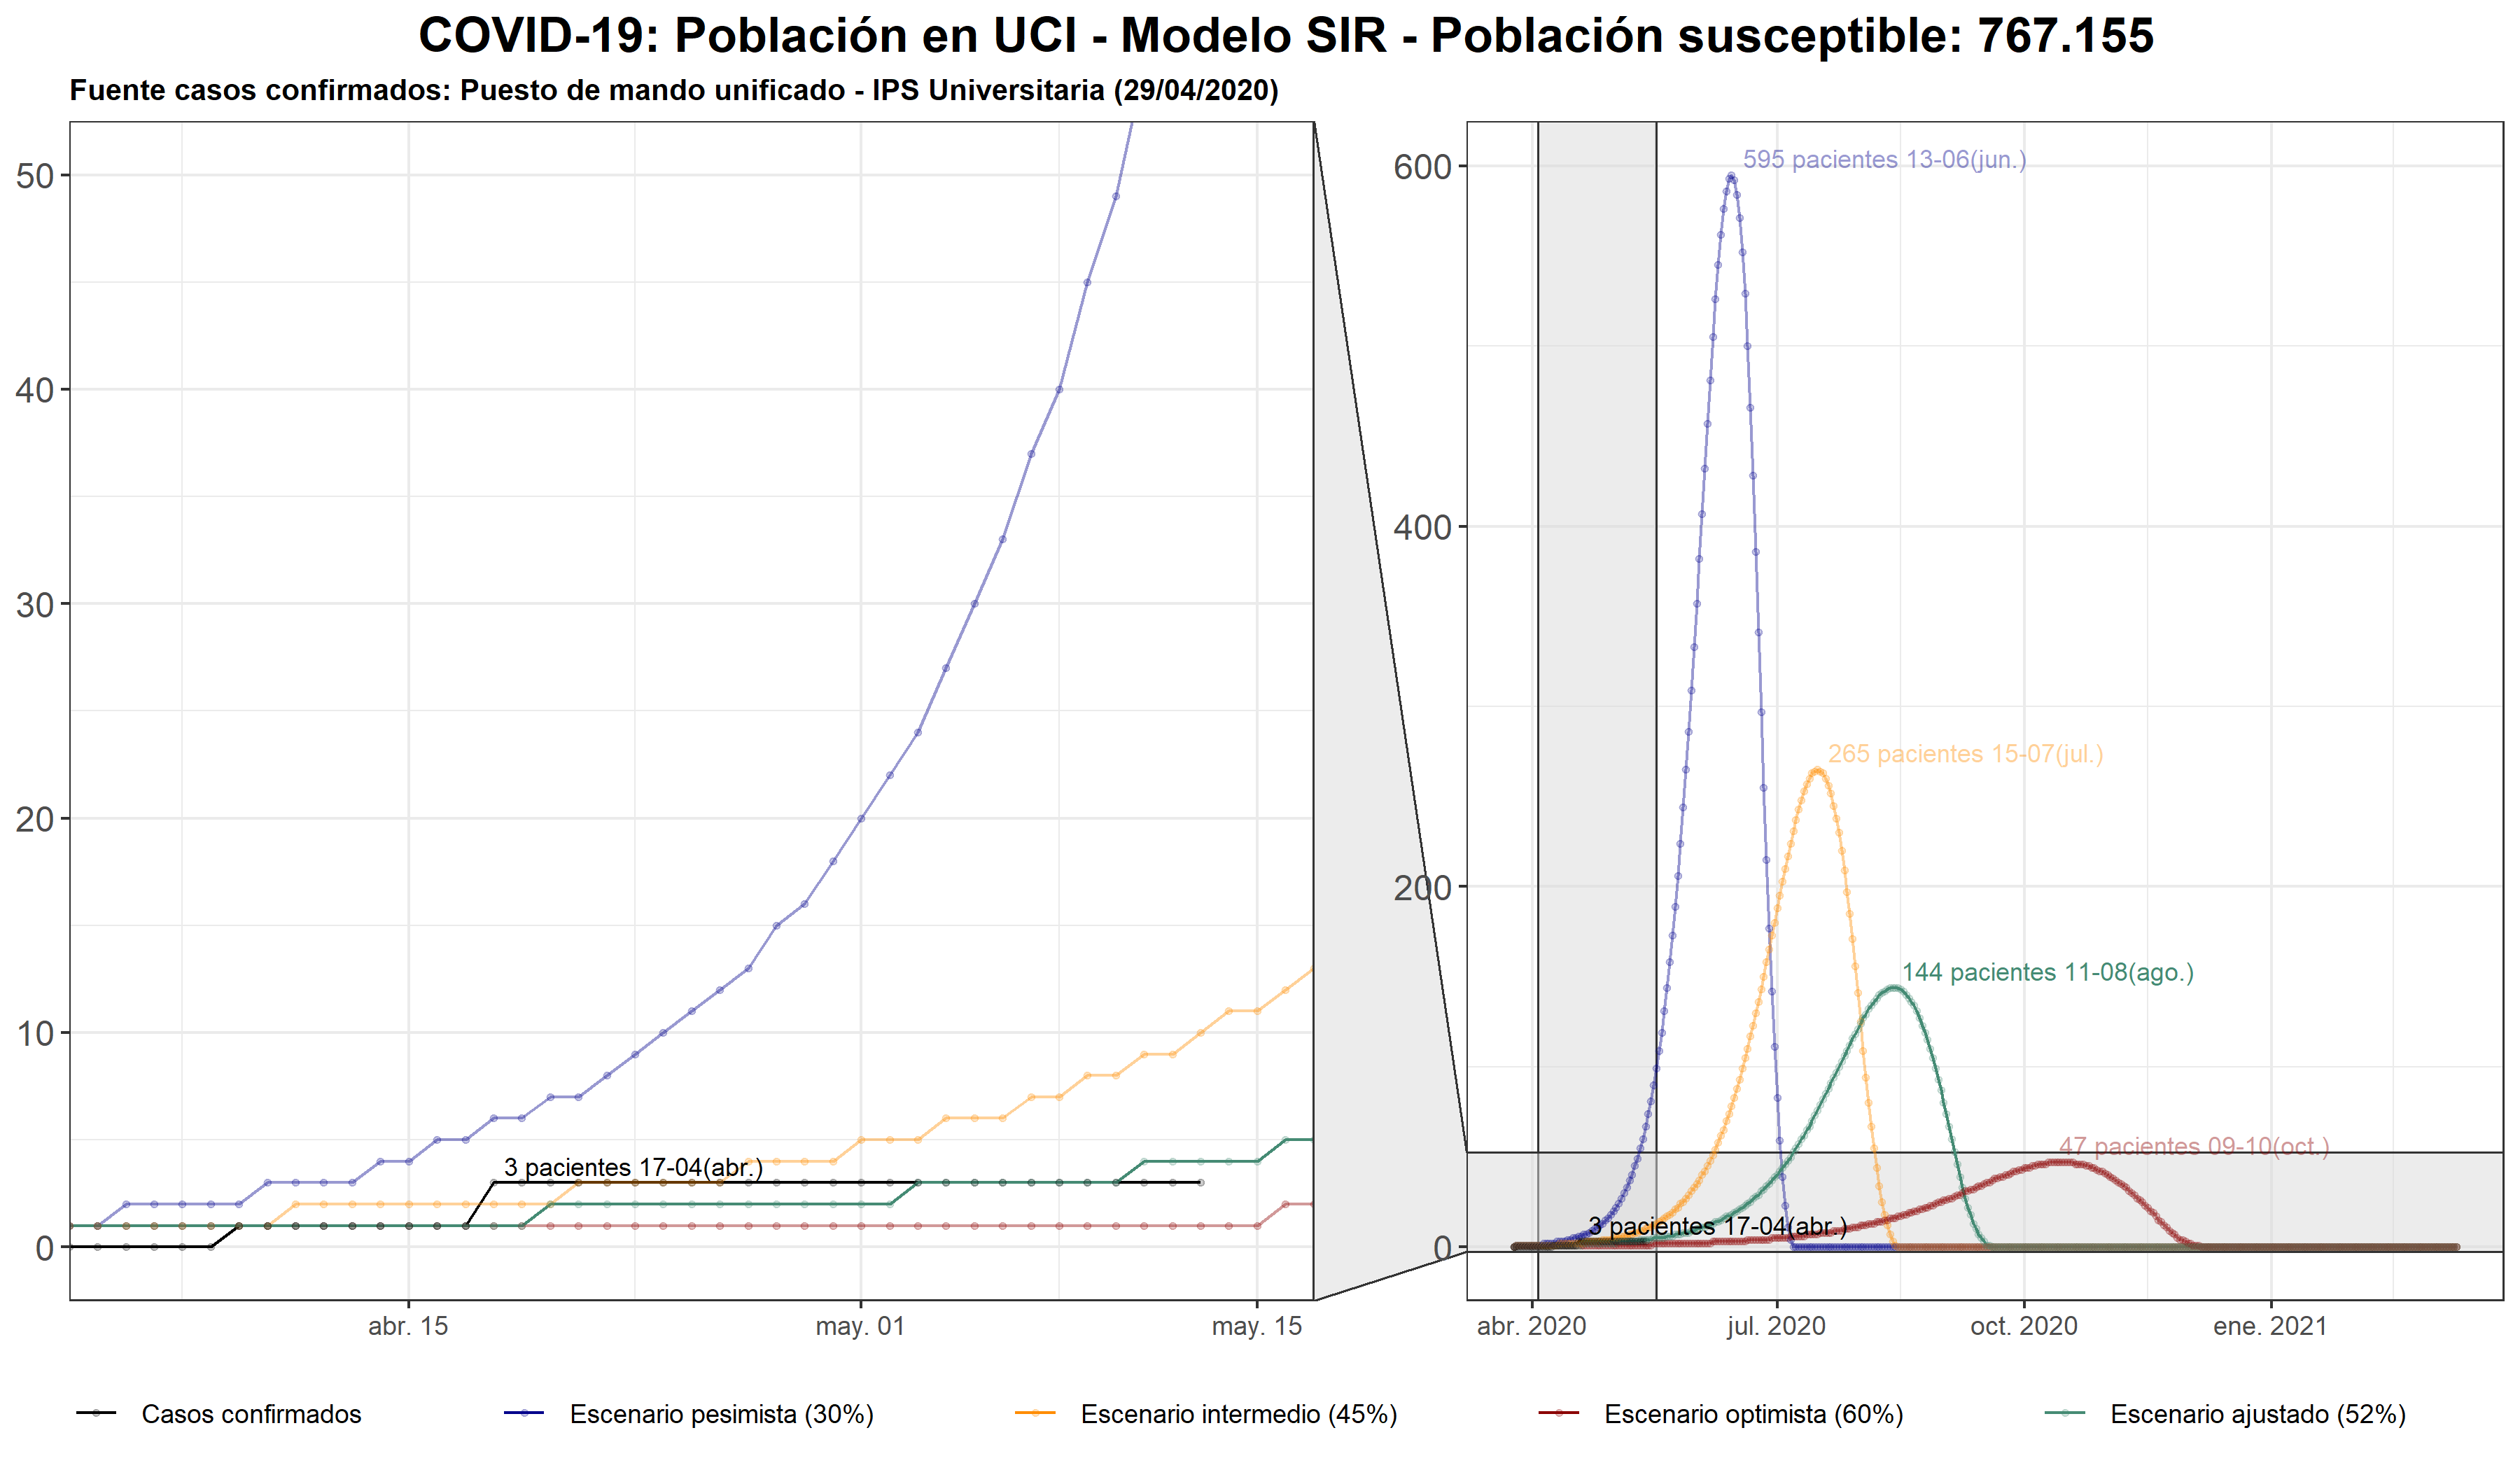 COVID-19: Población en UCI - Modelo SIR - Población susceptible: 767.155
Fuente casos confirmados: Puesto de mando unificado - IPS Universitaria (29/04/2020)
50
40
30
20
10
0
3 pacientes 17-04(abr.)
abr. 15
may. 01
may. 15
600
400
200
0
595 pacientes 13-06(jun.)
265 pacientes 15-07(jul.)
144 pacientes 11-08(ago.)
47 pacientes 09-10(oct.)
3 pacientes 17-04(abr.)
abr. 2020
jul. 2020
oct. 2020
ene. 2021
Casos confirmados
Escenario pesimista (30%)
Escenario intermedio (45%)
Escenario optimista (60%)
Escenario ajustado (52%)